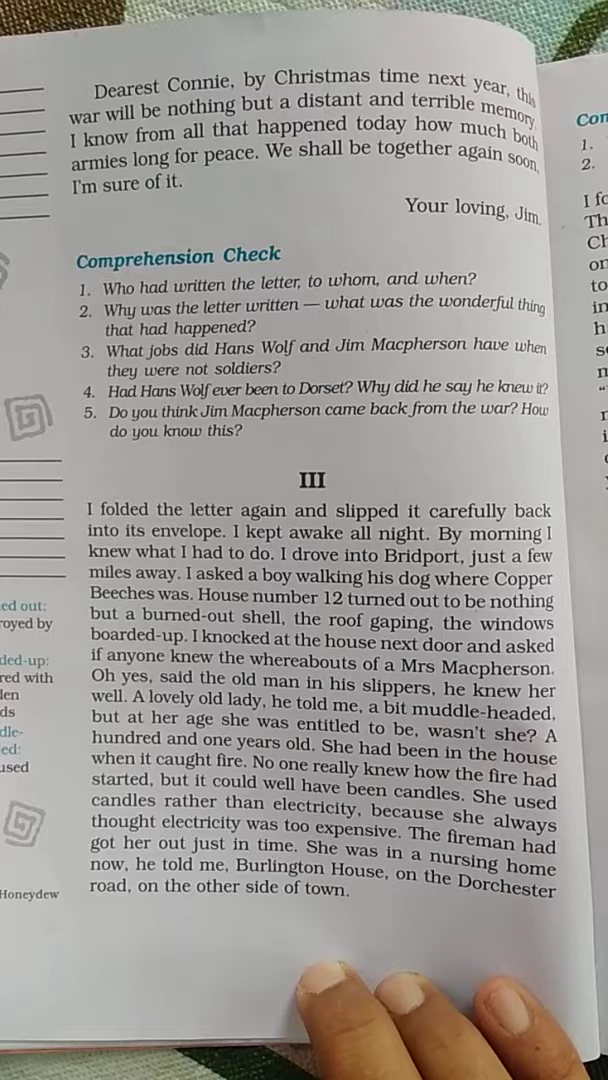 Dearest Connie, by Christmas time next year, this
war will be nothing but a distant and terrible memory.
I know from all that happened today how much both
armies long for peace. We shall be together again soon,
I'm sure of it.
Your loving, Jim.
Comprehension Check
1. Who had written the letter, to whom, and when?
2. Why was the letter written — what was the wonderful thing
that had happened?
3. What jobs did Hans Wolf and Jim Macpherson have when
they were not soldiers?
4. Had Hans Wolf ever been to Dorset? Why did he say he knew it?
5. Do you think Jim Macpherson came back from the war? How
do you know this?
III
I folded the letter again and slipped it carefully back
into its envelope. I kept awake all night. By morning I
knew what I had to do. I drove into Bridport, just a few
miles away. I asked a boy walking his dog where Copper
Beeches was. House number 12 turned out to be nothing
but a burned-out shell, the roof gaping, the windows
boarded-up. I knocked at the house next door and asked
if anyone knew the whereabouts of a Mrs Macpherson.
Oh yes, said the old man in his slippers, he knew her
well. A lovely old lady, he told me, a bit muddle-headed,
but at her age she was entitled to be, wasn't she? A
hundred and one years old. She had been in the house
when it caught fire. No one really knew how the fire had
started, but it could well have been candles. She used
candles rather than electricity, because she always
thought electricity was too expensive. The fireman had
got her out just in time. She was in a nursing home
now, he told me, Burlington House, on the Dorchester
road, on the other side of town.
ed out:
royed by
ded-up:
red with
den
ds
dle-
ed:
used
Honeydew
Con
1.
2.
I fo
Th
Ch
on
to
in
h